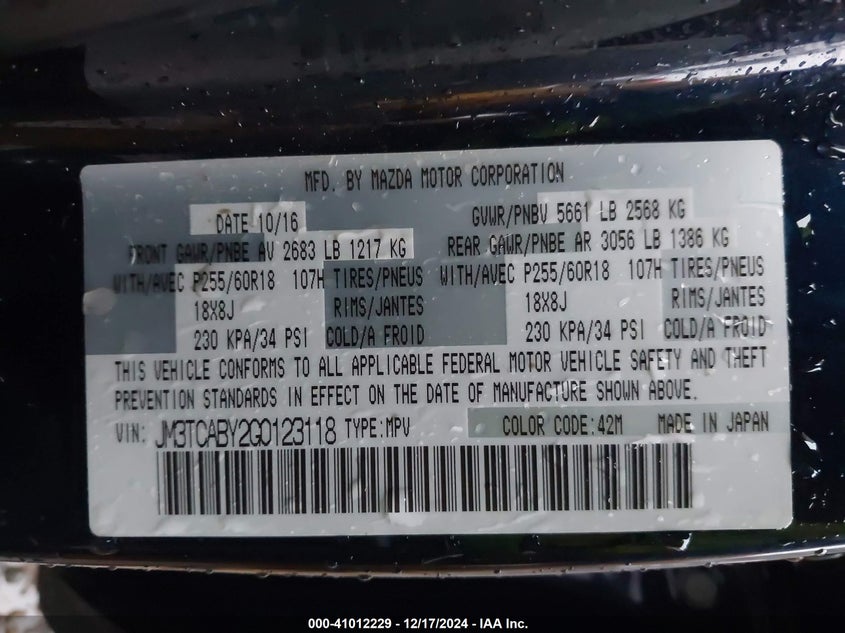 MFD. BY MAZDA MOTOR CORPORATION
DATE 10/16 GVWR/PNBV 5661 LB 2568 KG
FRONT GAWR/PNBE AV 2683 LB 1217 KG REAR GAWR/PNBE AR 3056 LB 1386 KG
WITH/AVEC P255/60R18 107H TIRES/PNEUS WITH/AVEC P255/60R18 107H TIRES/PNEUS
18X8J RIMS/JANTES 18X8J RIMS/JANTES
230 KPA/34 PSI COLD/A FROID 230 KPA/34 PSI COLD/A FROID
THIS VEHICLE CONFORMS TO ALL APPLICABLE FEDERAL MOTOR VEHICLE SAFETY AND THEFT
PREVENTION STANDARDS IN EFFECT ON THE DATE OF MANUFACTURE SHOWN ABOVE.
VIN: JM3TCABY2G0123118 TYPE:MPV COLOR CODE:42M MADE IN JAPAN
000-41012229 - 12/17/2024 - IAA Inc.